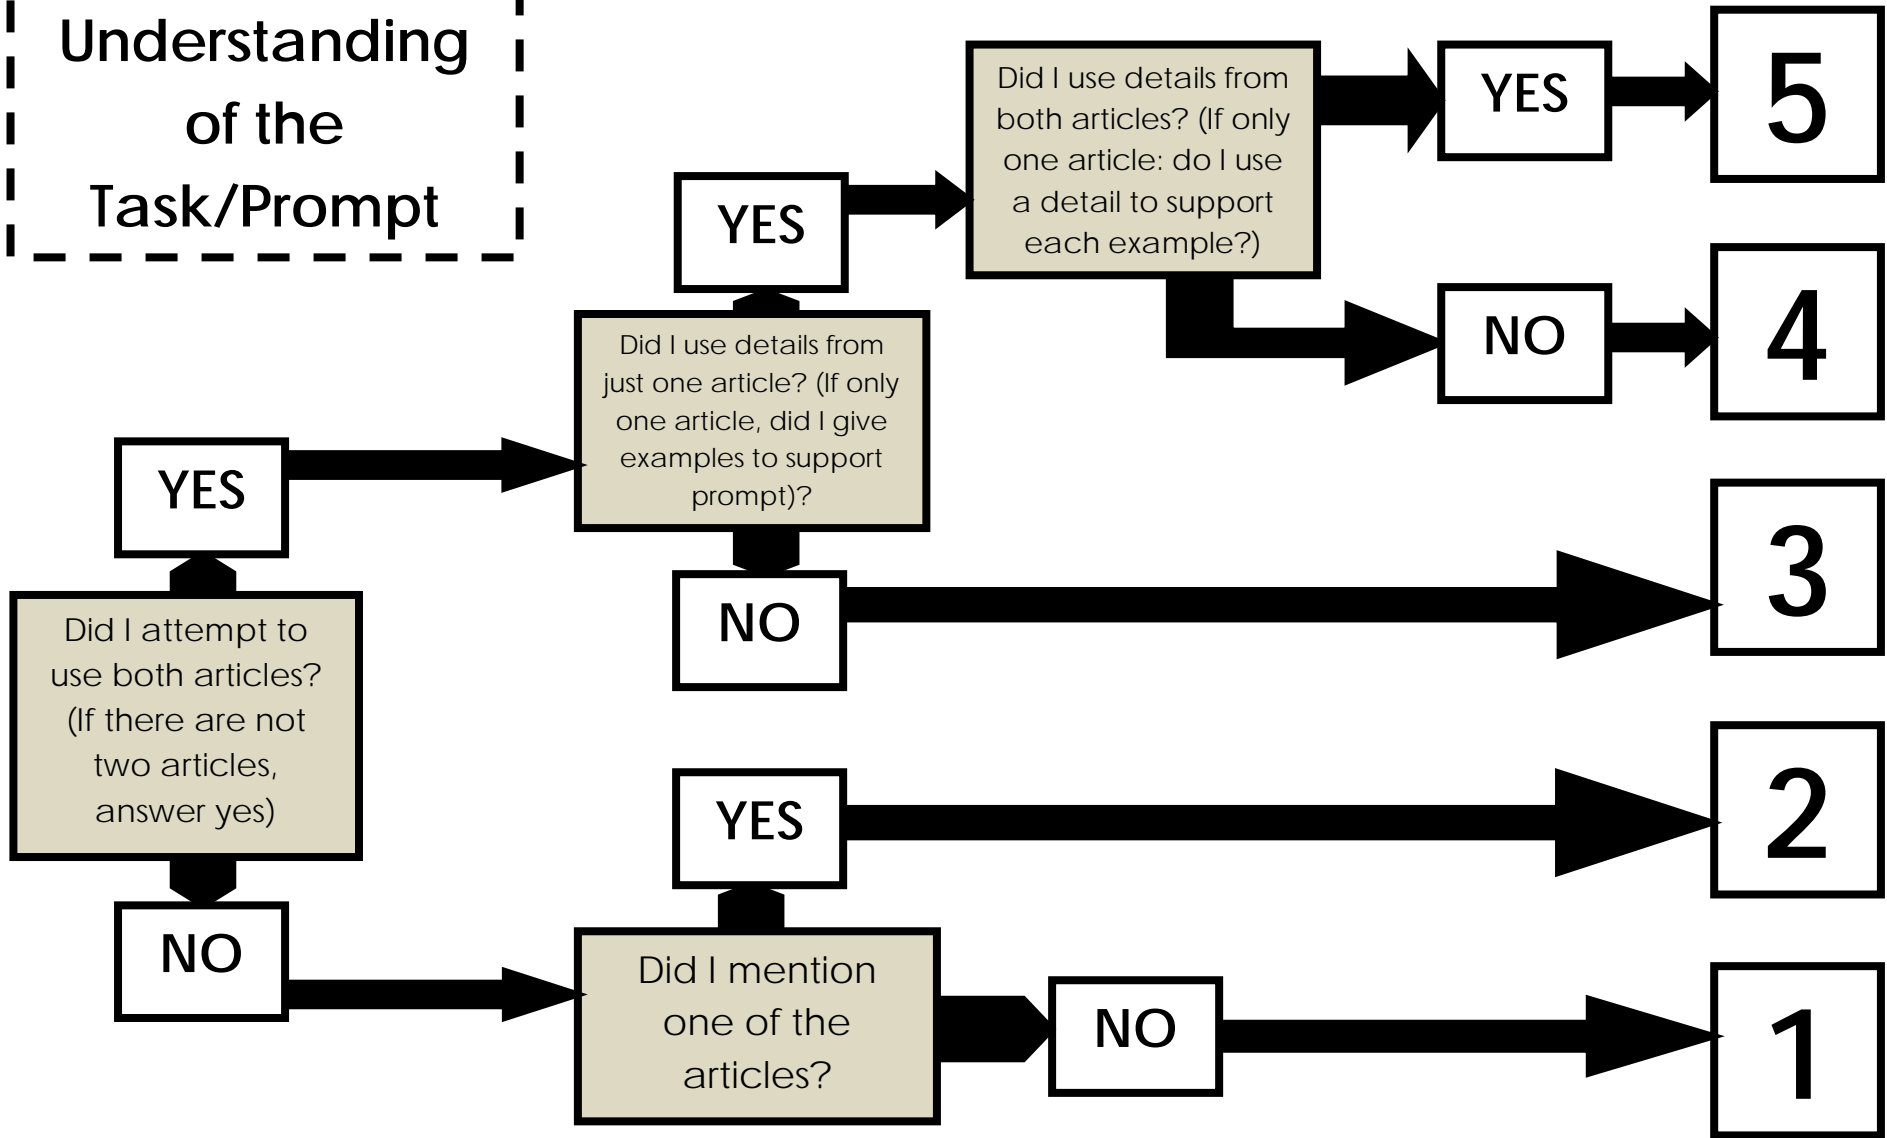 Understanding
of the
Task/Prompt
Did I attempt to
use both articles?
(If there are not
two articles,
answer yes)
YES
NO
Did I use details from
just one article? (If only
one article, did I give
examples to support
prompt)?
YES
NO
Did I use details from
both articles? (If only
one article: do I use
a detail to support
each example?)
YES
5
NO
4
3
Did I mention
one of the
articles?
YES
2
NO
1